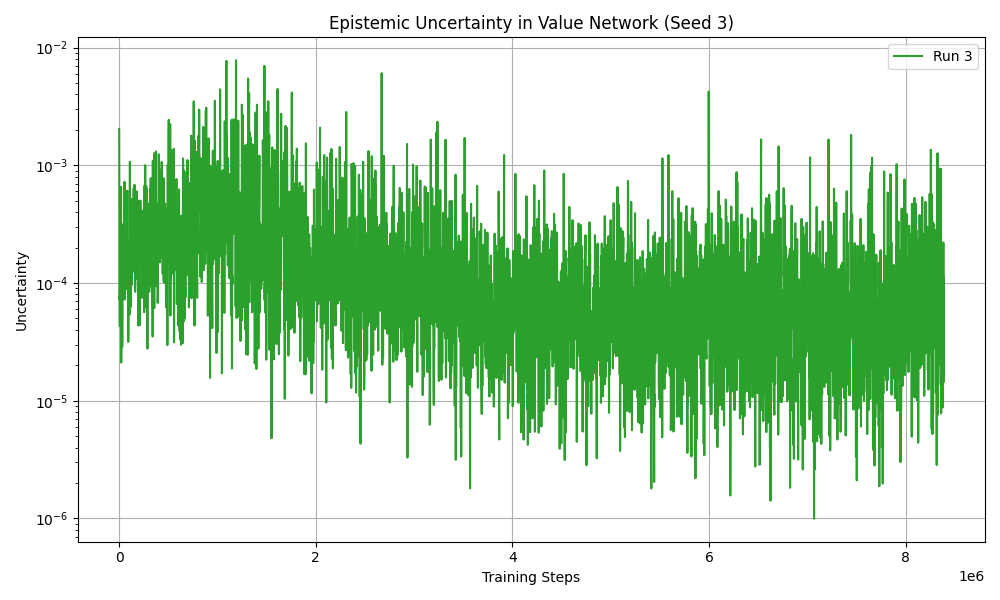 Epistemic Uncertainty in Value Network (Seed 3)
Run 3
Uncertainty
10⁻²
10⁻³
10⁻⁴
10⁻⁵
10⁻⁶
0 2 4 6 8
1e6
Training Steps